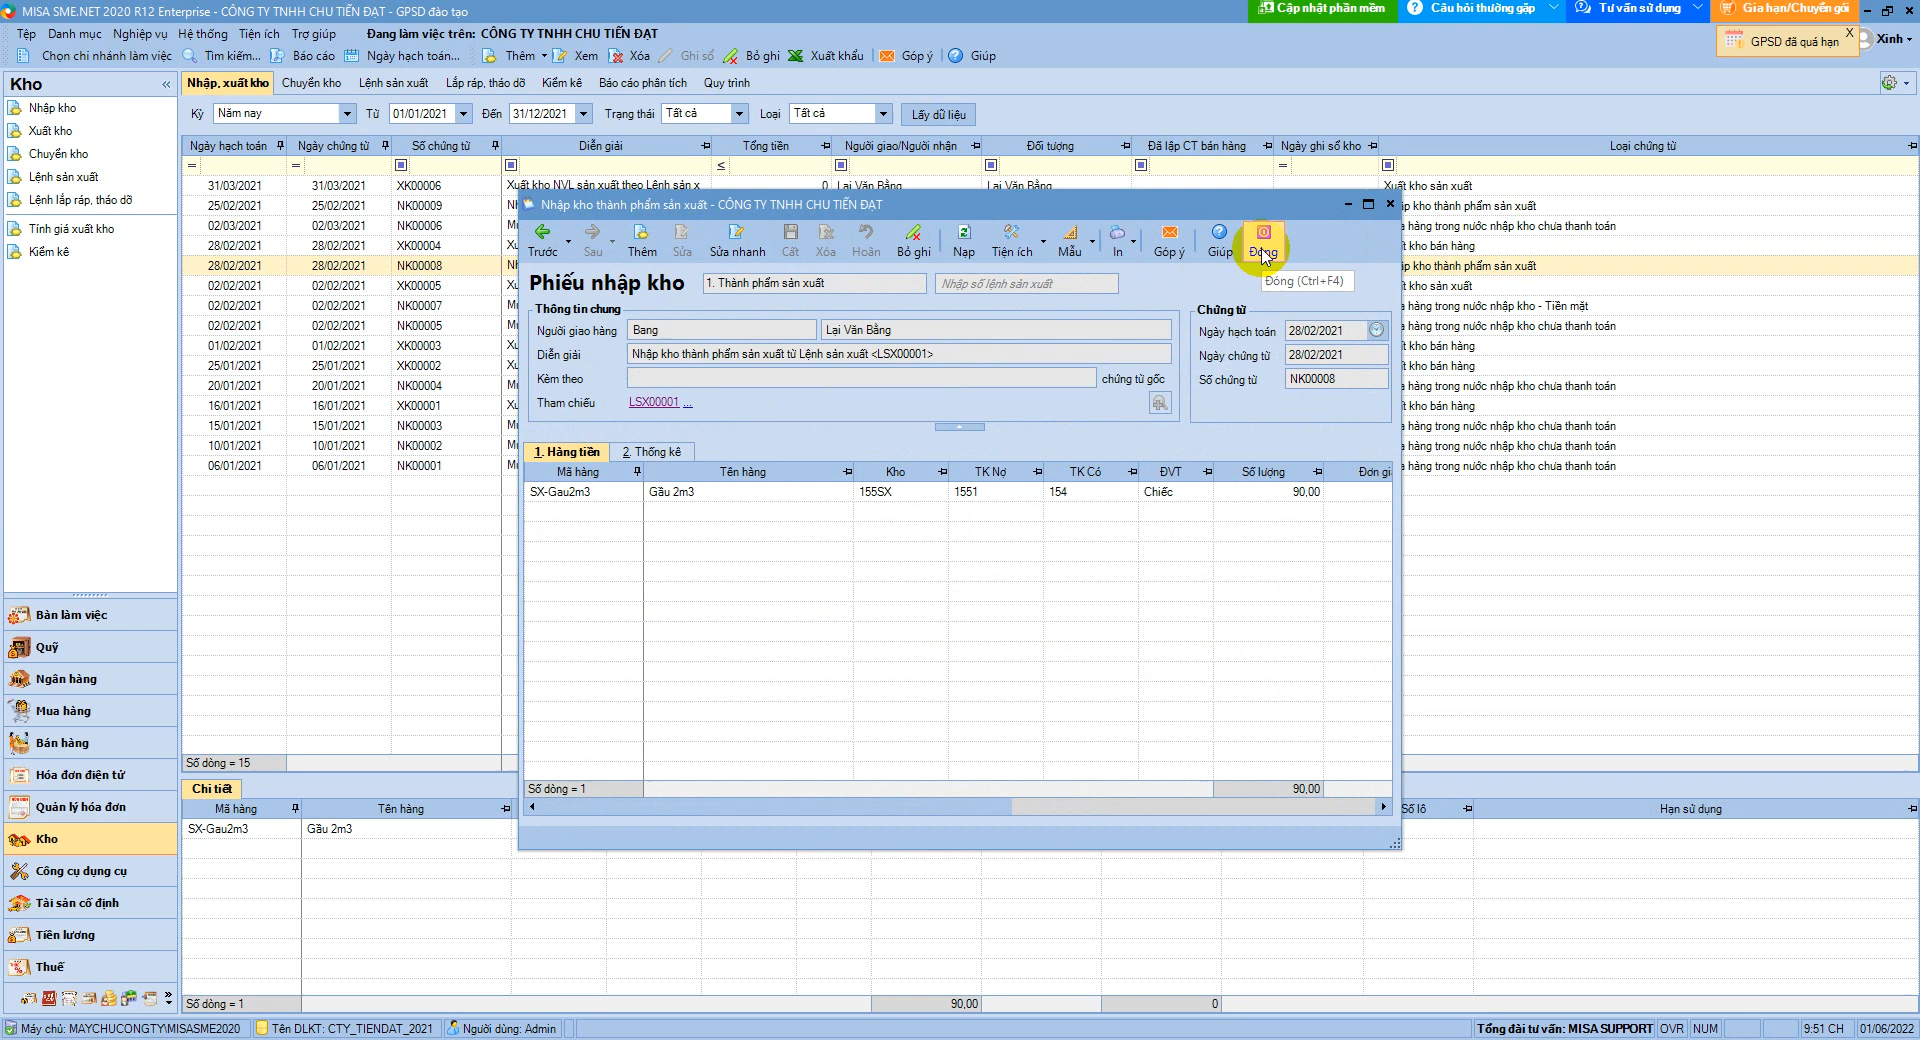 MISA SME.NET 2020 R12 Enterprise - CÔNG TY TNHH CHU TIẾN ĐẠT - GPSD đào tạo
Cập nhật phần mềm
Câu hỏi thường gặp
Tư vấn sử dụng
Gia hạn/Chuyển gói
Tệp Danh mục Nghiệp vụ Hệ thống Tiện ích Trợ giúp Đang làm việc trên: CÔNG TY TNHH CHU TIẾN ĐẠT
GPSD đã quá hạn X
Xinh
Chọn chi nhánh làm việc Tìm kiếm... Báo cáo Ngày hạch toán... Thêm Xem Xóa Ghi sổ Bỏ ghi Xuất khẩu Góp ý Giúp
Kho
Nhập kho
Xuất kho
Chuyển kho
Lệnh sản xuất
Lệnh lắp ráp, tháo dỡ
Tính giá xuất kho
Kiểm kê
Bàn làm việc
Quỹ
Ngân hàng
Mua hàng
Bán hàng
Hóa đơn điện tử
Quản lý hóa đơn
Kho
Công cụ dụng cụ
Tài sản cố định
Tiền lương
Thuế
Nhập, xuất kho Chuyển kho Lệnh sản xuất Lắp ráp, tháo dỡ Kiểm kê Báo cáo phân tích Quy trình
Kỳ Năm nay Từ 01/01/2021 Đến 31/12/2021 Trạng thái Tất cả Loại Tất cả Lấy dữ liệu
Ngày hạch toán Ngày chứng từ Số chứng từ Diễn giải Tổng tiền Người giao/Người nhận Đối tượng Đã lập CT bán hàng Ngày ghi sổ kho Loại chứng từ
= = ≤ =
31/03/2021 31/03/2021 XK00006 Xuất kho NVL sản xuất theo Lệnh sản x 0 Lại Văn Bằng Lại Văn Bằng Xuất kho sản xuất
25/02/2021 25/02/2021 NK00009 ập kho thành phẩm sản xuất
02/03/2021 02/03/2021 NK00006 a hàng trong nước nhập kho chưa thanh toán
28/02/2021 28/02/2021 XK00004 ất kho bán hàng
28/02/2021 28/02/2021 NK00008 ập kho thành phẩm sản xuất
02/02/2021 02/02/2021 XK00005 ất kho sản xuất
02/02/2021 02/02/2021 NK00007 a hàng trong nước nhập kho - Tiền mặt
02/02/2021 02/02/2021 NK00005 a hàng trong nước nhập kho chưa thanh toán
01/02/2021 01/02/2021 XK00003 ất kho bán hàng
25/01/2021 25/01/2021 XK00002 ất kho bán hàng
20/01/2021 20/01/2021 NK00004 a hàng trong nước nhập kho chưa thanh toán
16/01/2021 16/01/2021 XK00001 ất kho bán hàng
15/01/2021 15/01/2021 NK00003 a hàng trong nước nhập kho chưa thanh toán
10/01/2021 10/01/2021 NK00002 a hàng trong nước nhập kho chưa thanh toán
06/01/2021 06/01/2021 NK00001 a hàng trong nước nhập kho chưa thanh toán
Số dòng = 15
Nhập kho thành phẩm sản xuất - CÔNG TY TNHH CHU TIẾN ĐẠT
Trước Sau Thêm Sửa Sửa nhanh Cất Xóa Hoãn Bỏ ghi Nạp Tiện ích Mẫu In Góp ý Giúp Đóng
Đóng (Ctrl+F4)
Phiếu nhập kho 1. Thành phẩm sản xuất Nhập số lệnh sản xuất
Thông tin chung
Người giao hàng Bang Lại Văn Bằng
Diễn giải Nhập kho thành phẩm sản xuất từ Lệnh sản xuất <LSX00001>
Kèm theo chứng từ gốc
Tham chiếu LSX00001 ...
Chứng từ
Ngày hạch toán 28/02/2021
Ngày chứng từ 28/02/2021
Số chứng từ NK00008
1. Hàng tiền 2. Thống kê
Mã hàng Tên hàng Kho TK Nợ TK Có ĐVT Số lượng Đơn gi
SX-Gau2m3 Gầu 2m3 155SX 1551 154 Chiếc 90,00
Số dòng = 1 90,00
Chi tiết
Mã hàng Tên hàng Số lô Hạn sử dụng
SX-Gau2m3 Gầu 2m3
Số dòng = 1 90,00 0
Máy chủ: MAYCHUCONGTY\MISASME2020 Tên DLKT: CTY_TIENDAT_2021 Người dùng: Admin Tổng đài tư vấn: MISA SUPPORT OVR NUM 9:51 CH 01/06/2022